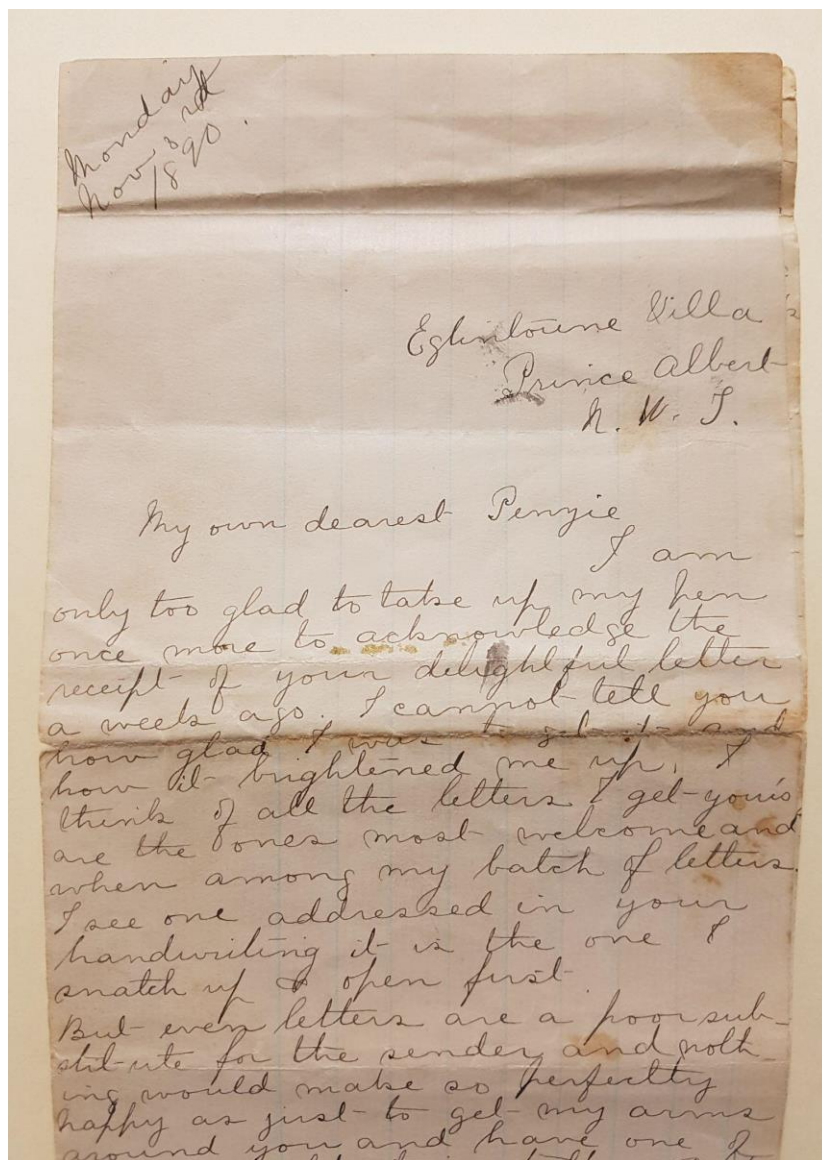 Monday
Nov 3rd
1890.
Eglintoune Villa
Prince Albert
N. W. T.
My own dearest
I am
only too glad to take up my pen
once more to acknowledge the
receipt of your delightful letter
a week ago. I cannot tell you
how glad I was to get it and
how it brightened me up. I
think of all the letters I get your's
are the ones most welcome and
when among my batch of letters
I see one addressed in your
handwriting it is the one I
snatch up & open first.
But even letters are a poor sub-
stitute for the sender and noth-
ing would make so perfectly
happy as just to get my arms
around you and have one of